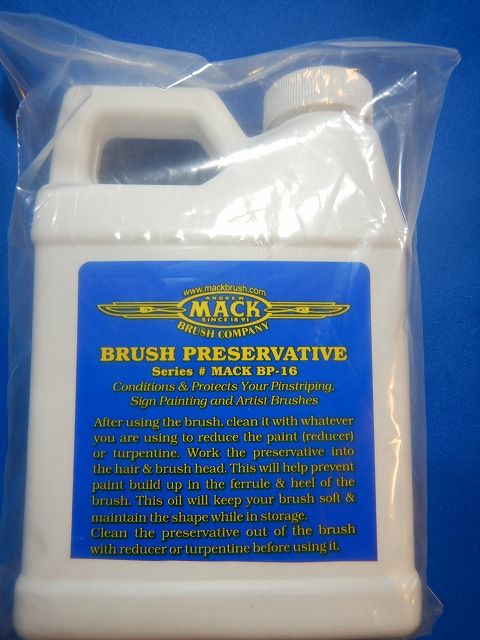 www.mackbrush.com
ANDREW
MACK
SINCE 1891
BRUSH COMPANY
BRUSH PRESERVATIVE
Series # MACK BP-16
Conditions & Protects Your Pinstriping,
Sign Painting and Artist Brushes
After using the brush, clean it with whatever
you are using to reduce the paint (reducer)
or turpentine. Work the preservative into
the hair & brush head. This will help prevent
paint build up in the ferrule & heel of the
brush. This oil will keep your brush soft &
maintain the shape while in storage.
Clean the preservative out of the brush
with reducer or turpentine before using it.